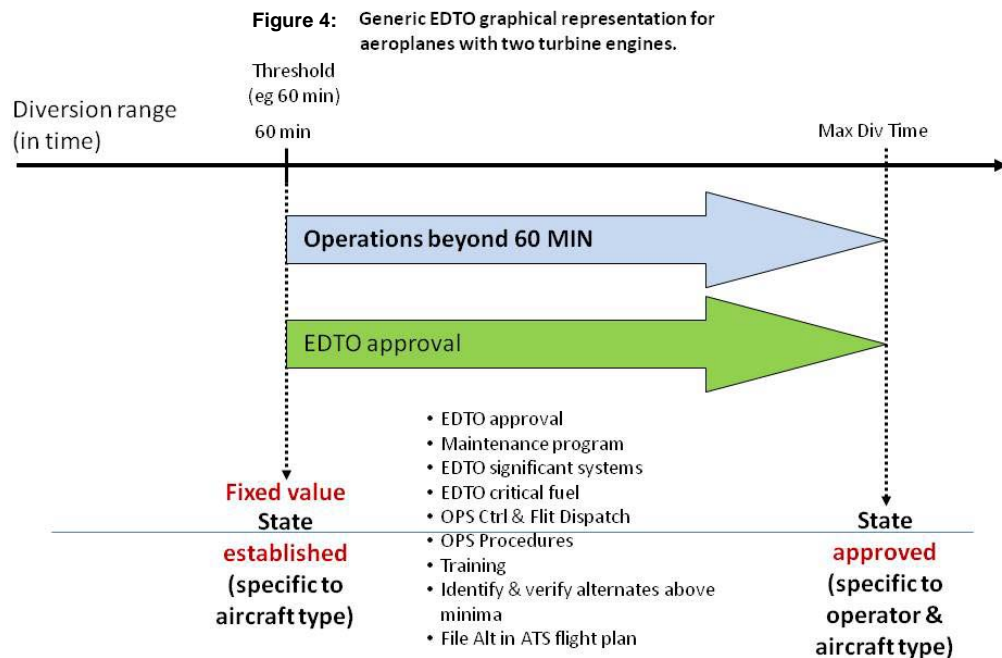 Figure 4: Generic EDTO graphical representation for
aeroplanes with two turbine engines.
Threshold
(eg 60 min)
Diversion range
(in time)
60 min
Max Div Time
Operations beyond 60 MIN
EDTO approval
• EDTO approval
• Maintenance program
• EDTO significant systems
• EDTO critical fuel
• OPS Ctrl & Flit Dispatch
• OPS Procedures
• Training
• Identify & verify alternates above
minima
• File Alt in ATS flight plan
Fixed value
State
established
(specific to
aircraft type)
State
approved
(specific to
operator &
aircraft type)